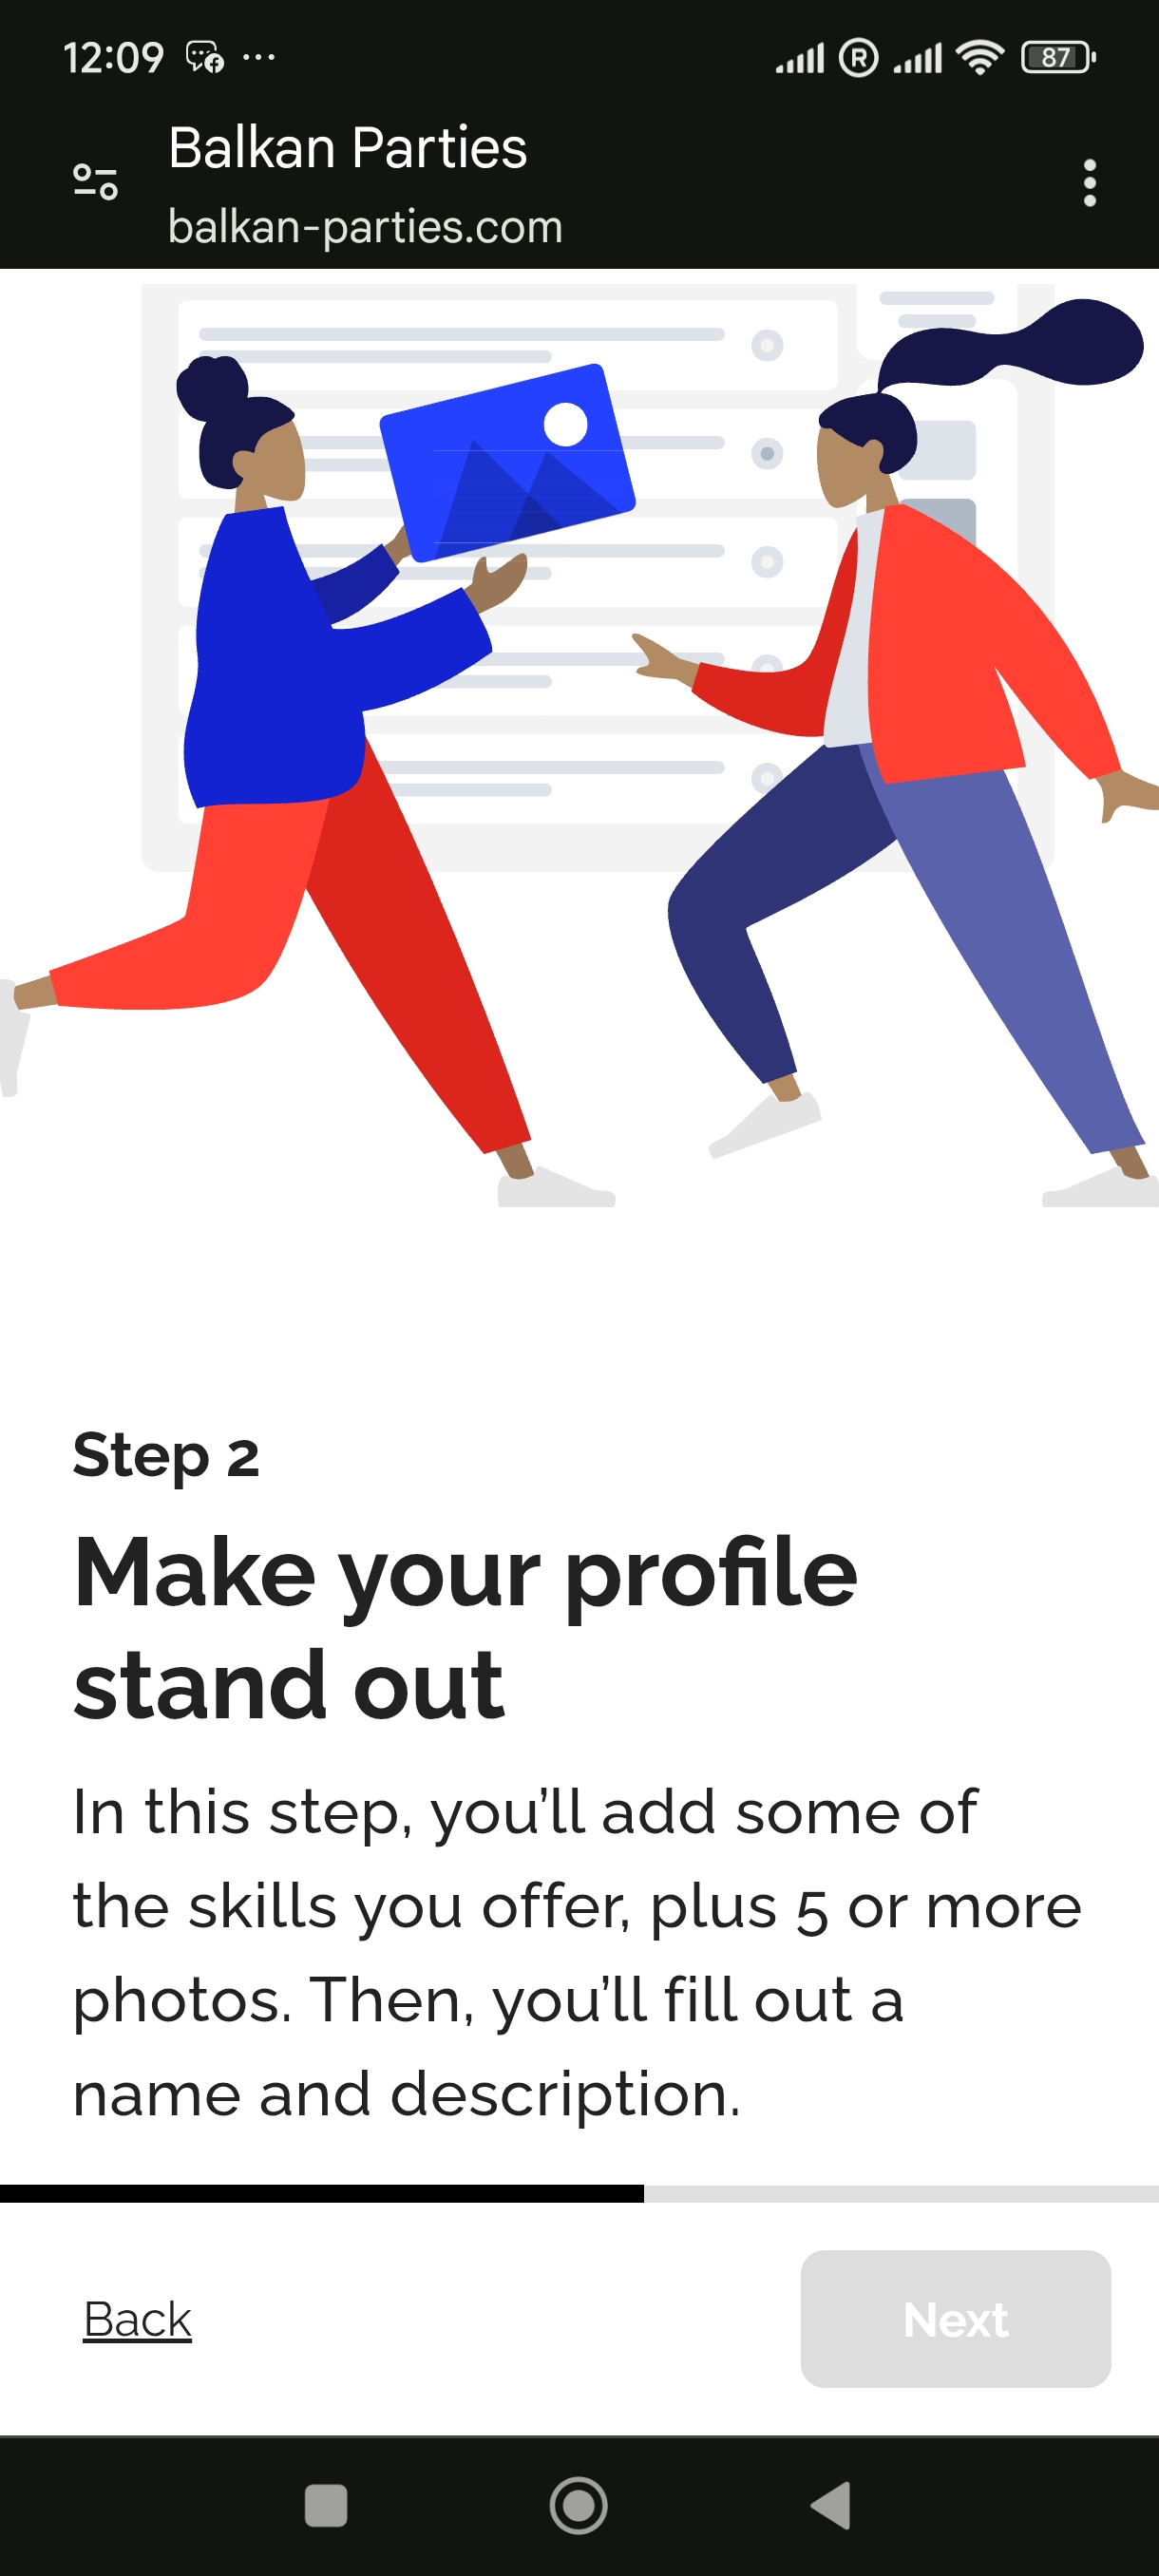 12:09
R
87
Balkan Parties
balkan-parties.com
Step 2
Make your profile
stand out
In this step, you’ll add some of
the skills you offer, plus 5 or more
photos. Then, you’ll fill out a
name and description.
Back
Next